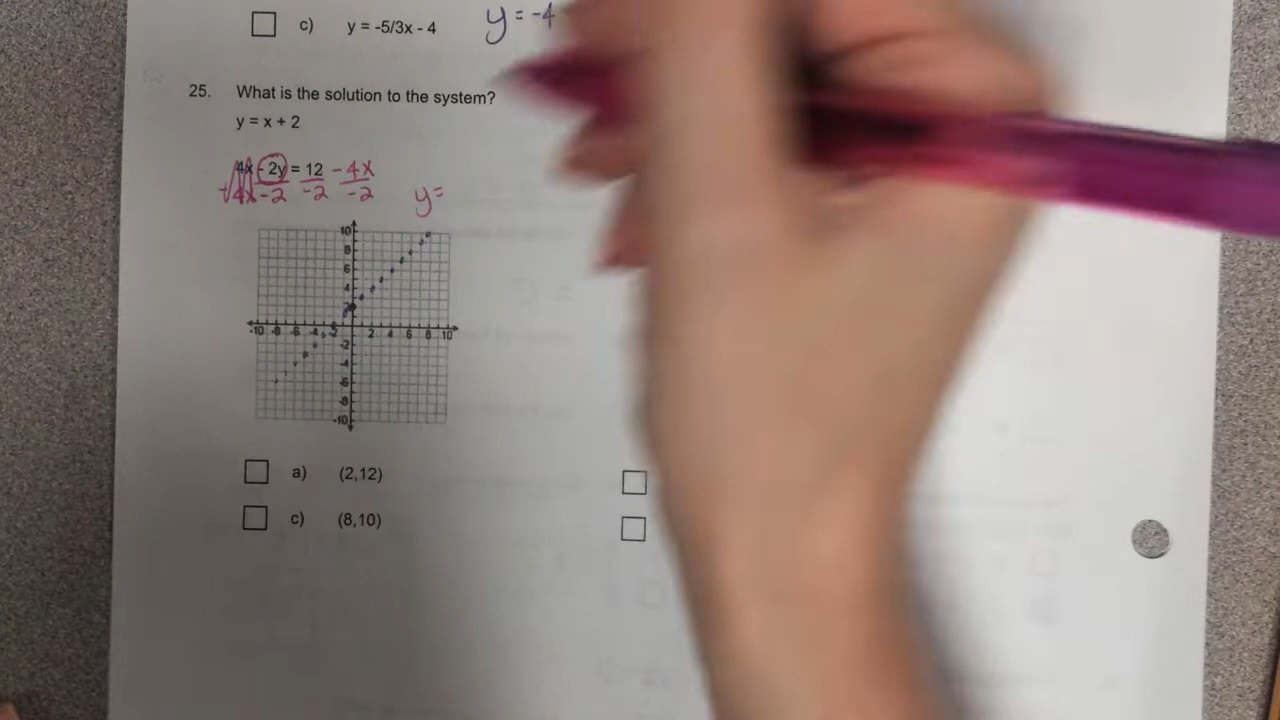 c) y = -5/3x - 4 y = -4
25. What is the solution to the system?
y = x + 2
4x - 2y = 12 - 4x
-4x -2 -2 -2
y=
10
8
6
4
2
-10 -8 -6 -4 -2 2 4 6 8 10
-2
-4
-6
-8
-10
a) (2,12)
c) (8,10)